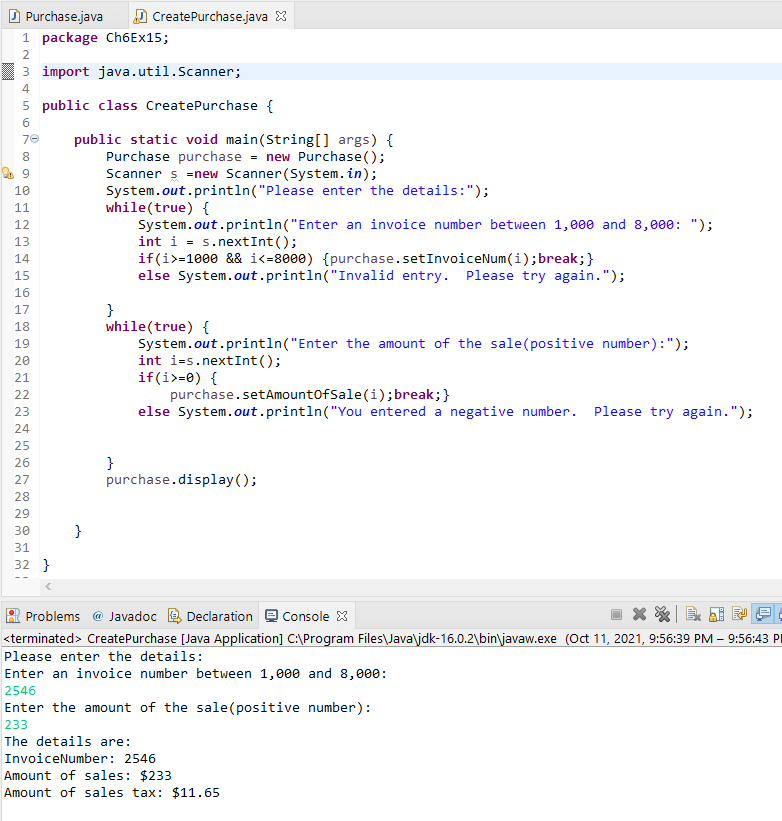 Purchase.java CreatePurchase.java
1 package Ch6Ex15;
2
3 import java.util.Scanner;
4
5 public class CreatePurchase {
6
7 public static void main(String[] args) {
8 Purchase purchase = new Purchase();
9 Scanner s =new Scanner(System.in);
10 System.out.println("Please enter the details:");
11 while(true) {
12 System.out.println("Enter an invoice number between 1,000 and 8,000: ");
13 int i = s.nextInt();
14 if(i>=1000 && i<=8000) {purchase.setInvoiceNum(i);break;}
15 else System.out.println("Invalid entry.  Please try again.");
16
17 }
18 while(true) {
19 System.out.println("Enter the amount of the sale(positive number):");
20 int i=s.nextInt();
21 if(i>=0) {
22 purchase.setAmountOfSale(i);break;}
23 else System.out.println("You entered a negative number.  Please try again.");
24
25
26 }
27 purchase.display();
28
29
30 }
31
32 }
Problems @ Javadoc Declaration Console
<terminated> CreatePurchase [Java Application] C:\Program Files\Java\jdk-16.0.2\bin\javaw.exe (Oct 11, 2021, 9:56:39 PM – 9:56:43 P
Please enter the details:
Enter an invoice number between 1,000 and 8,000:
2546
Enter the amount of the sale(positive number):
233
The details are:
InvoiceNumber: 2546
Amount of sales: $233
Amount of sales tax: $11.65